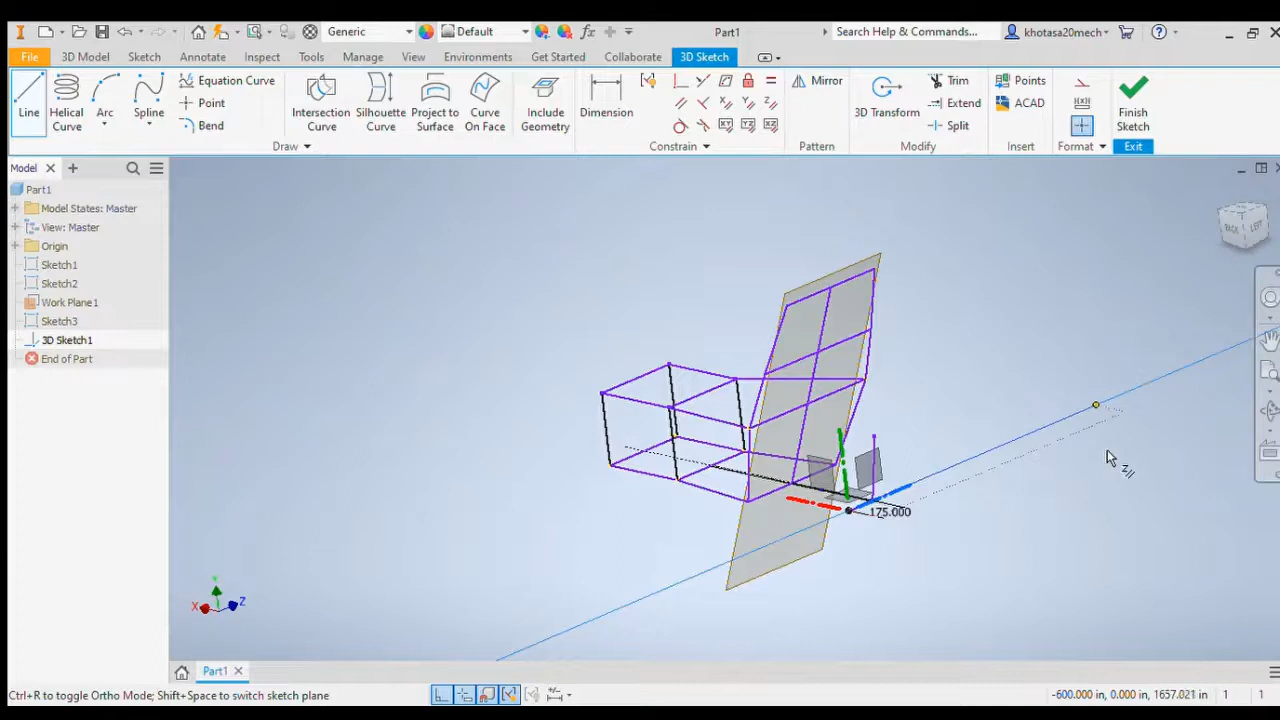 Generic
Default
fx
Part1
Search Help & Commands...
khotasa20mech
File
3D Model
Sketch
Annotate
Inspect
Tools
Manage
View
Environments
Get Started
Collaborate
3D Sketch
Line
Helical Curve
Arc
Spline
Equation Curve
Point
Bend
Draw
Intersection Curve
Silhouette Curve
Project to Surface
Curve On Face
Include Geometry
Dimension
Constrain
Mirror
Pattern
3D Transform
Trim
Extend
Split
Modify
Points
ACAD
Insert
Format
Finish Sketch
Exit
Model
Part1
Model States: Master
View: Master
Origin
Sketch1
Sketch2
Work Plane1
Sketch3
3D Sketch1
End of Part
BACK
LEFT
175.000
Y
X
Z
Part1
Ctrl+R to toggle Ortho Mode; Shift+Space to switch sketch plane
-600.000 in, 0.000 in, 1657.021 in 1 1